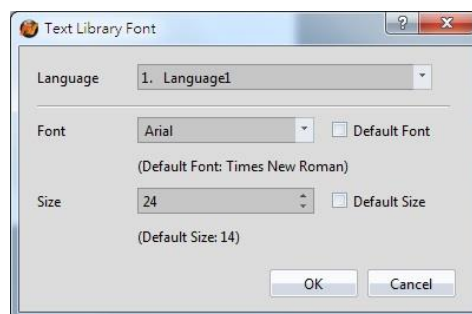 Text Library Font
Language 1. Language1
Font Arial Default Font
(Default Font: Times New Roman)
Size 24 Default Size
(Default Size: 14)
OK Cancel